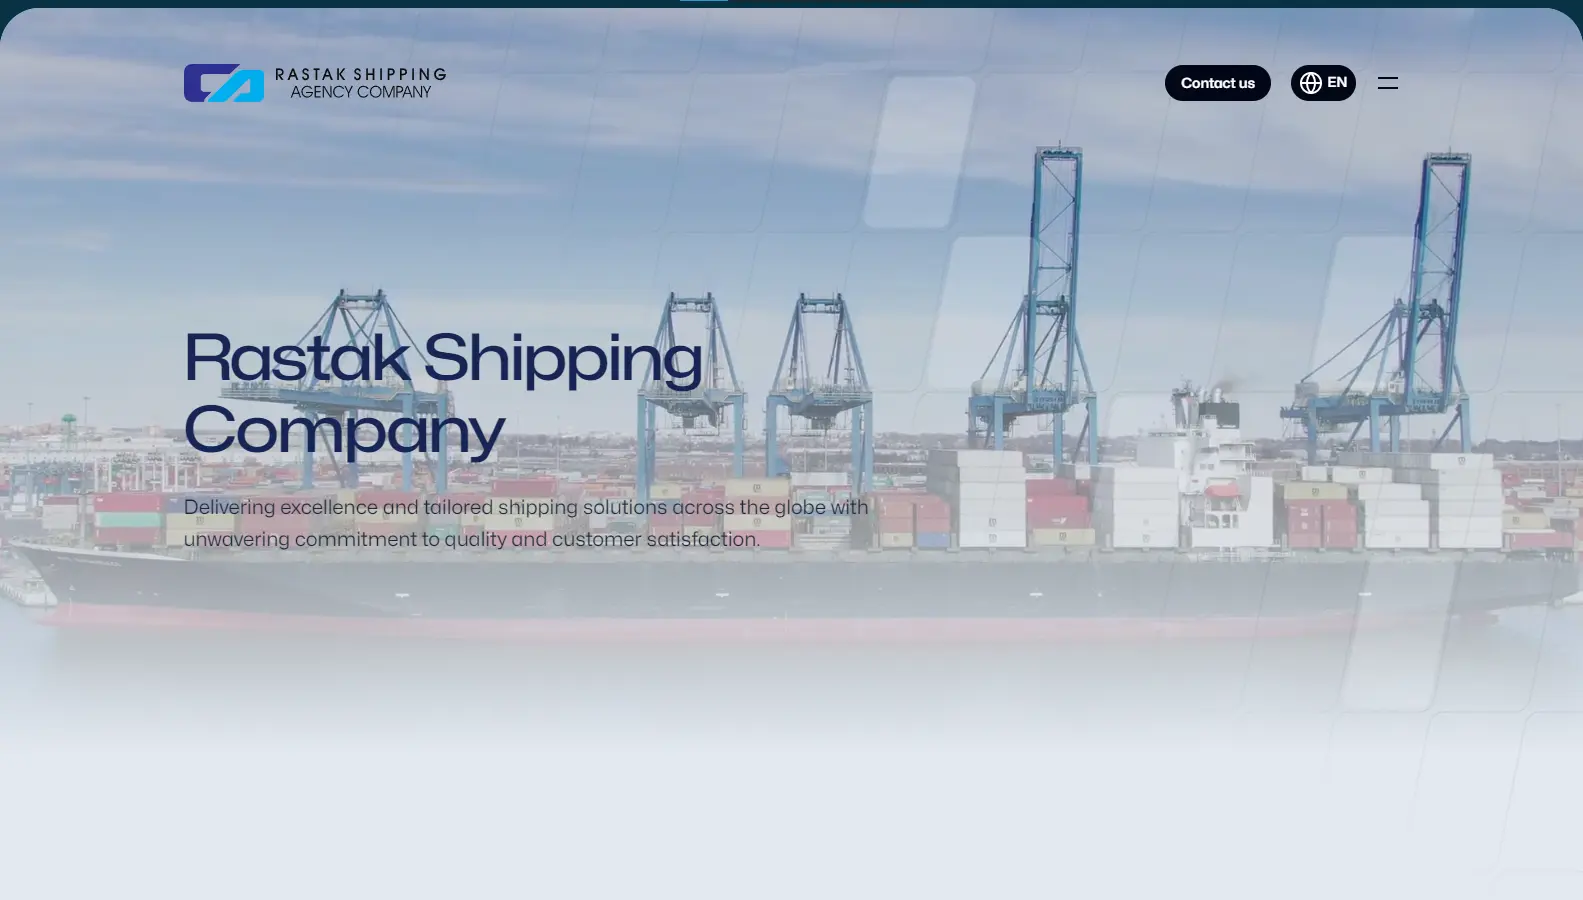 RASTAK SHIPPING
AGENCY COMPANY
Contact us
EN
Rastak Shipping
Company
Delivering excellence and tailored shipping solutions across the globe with
unwavering commitment to quality and customer satisfaction.